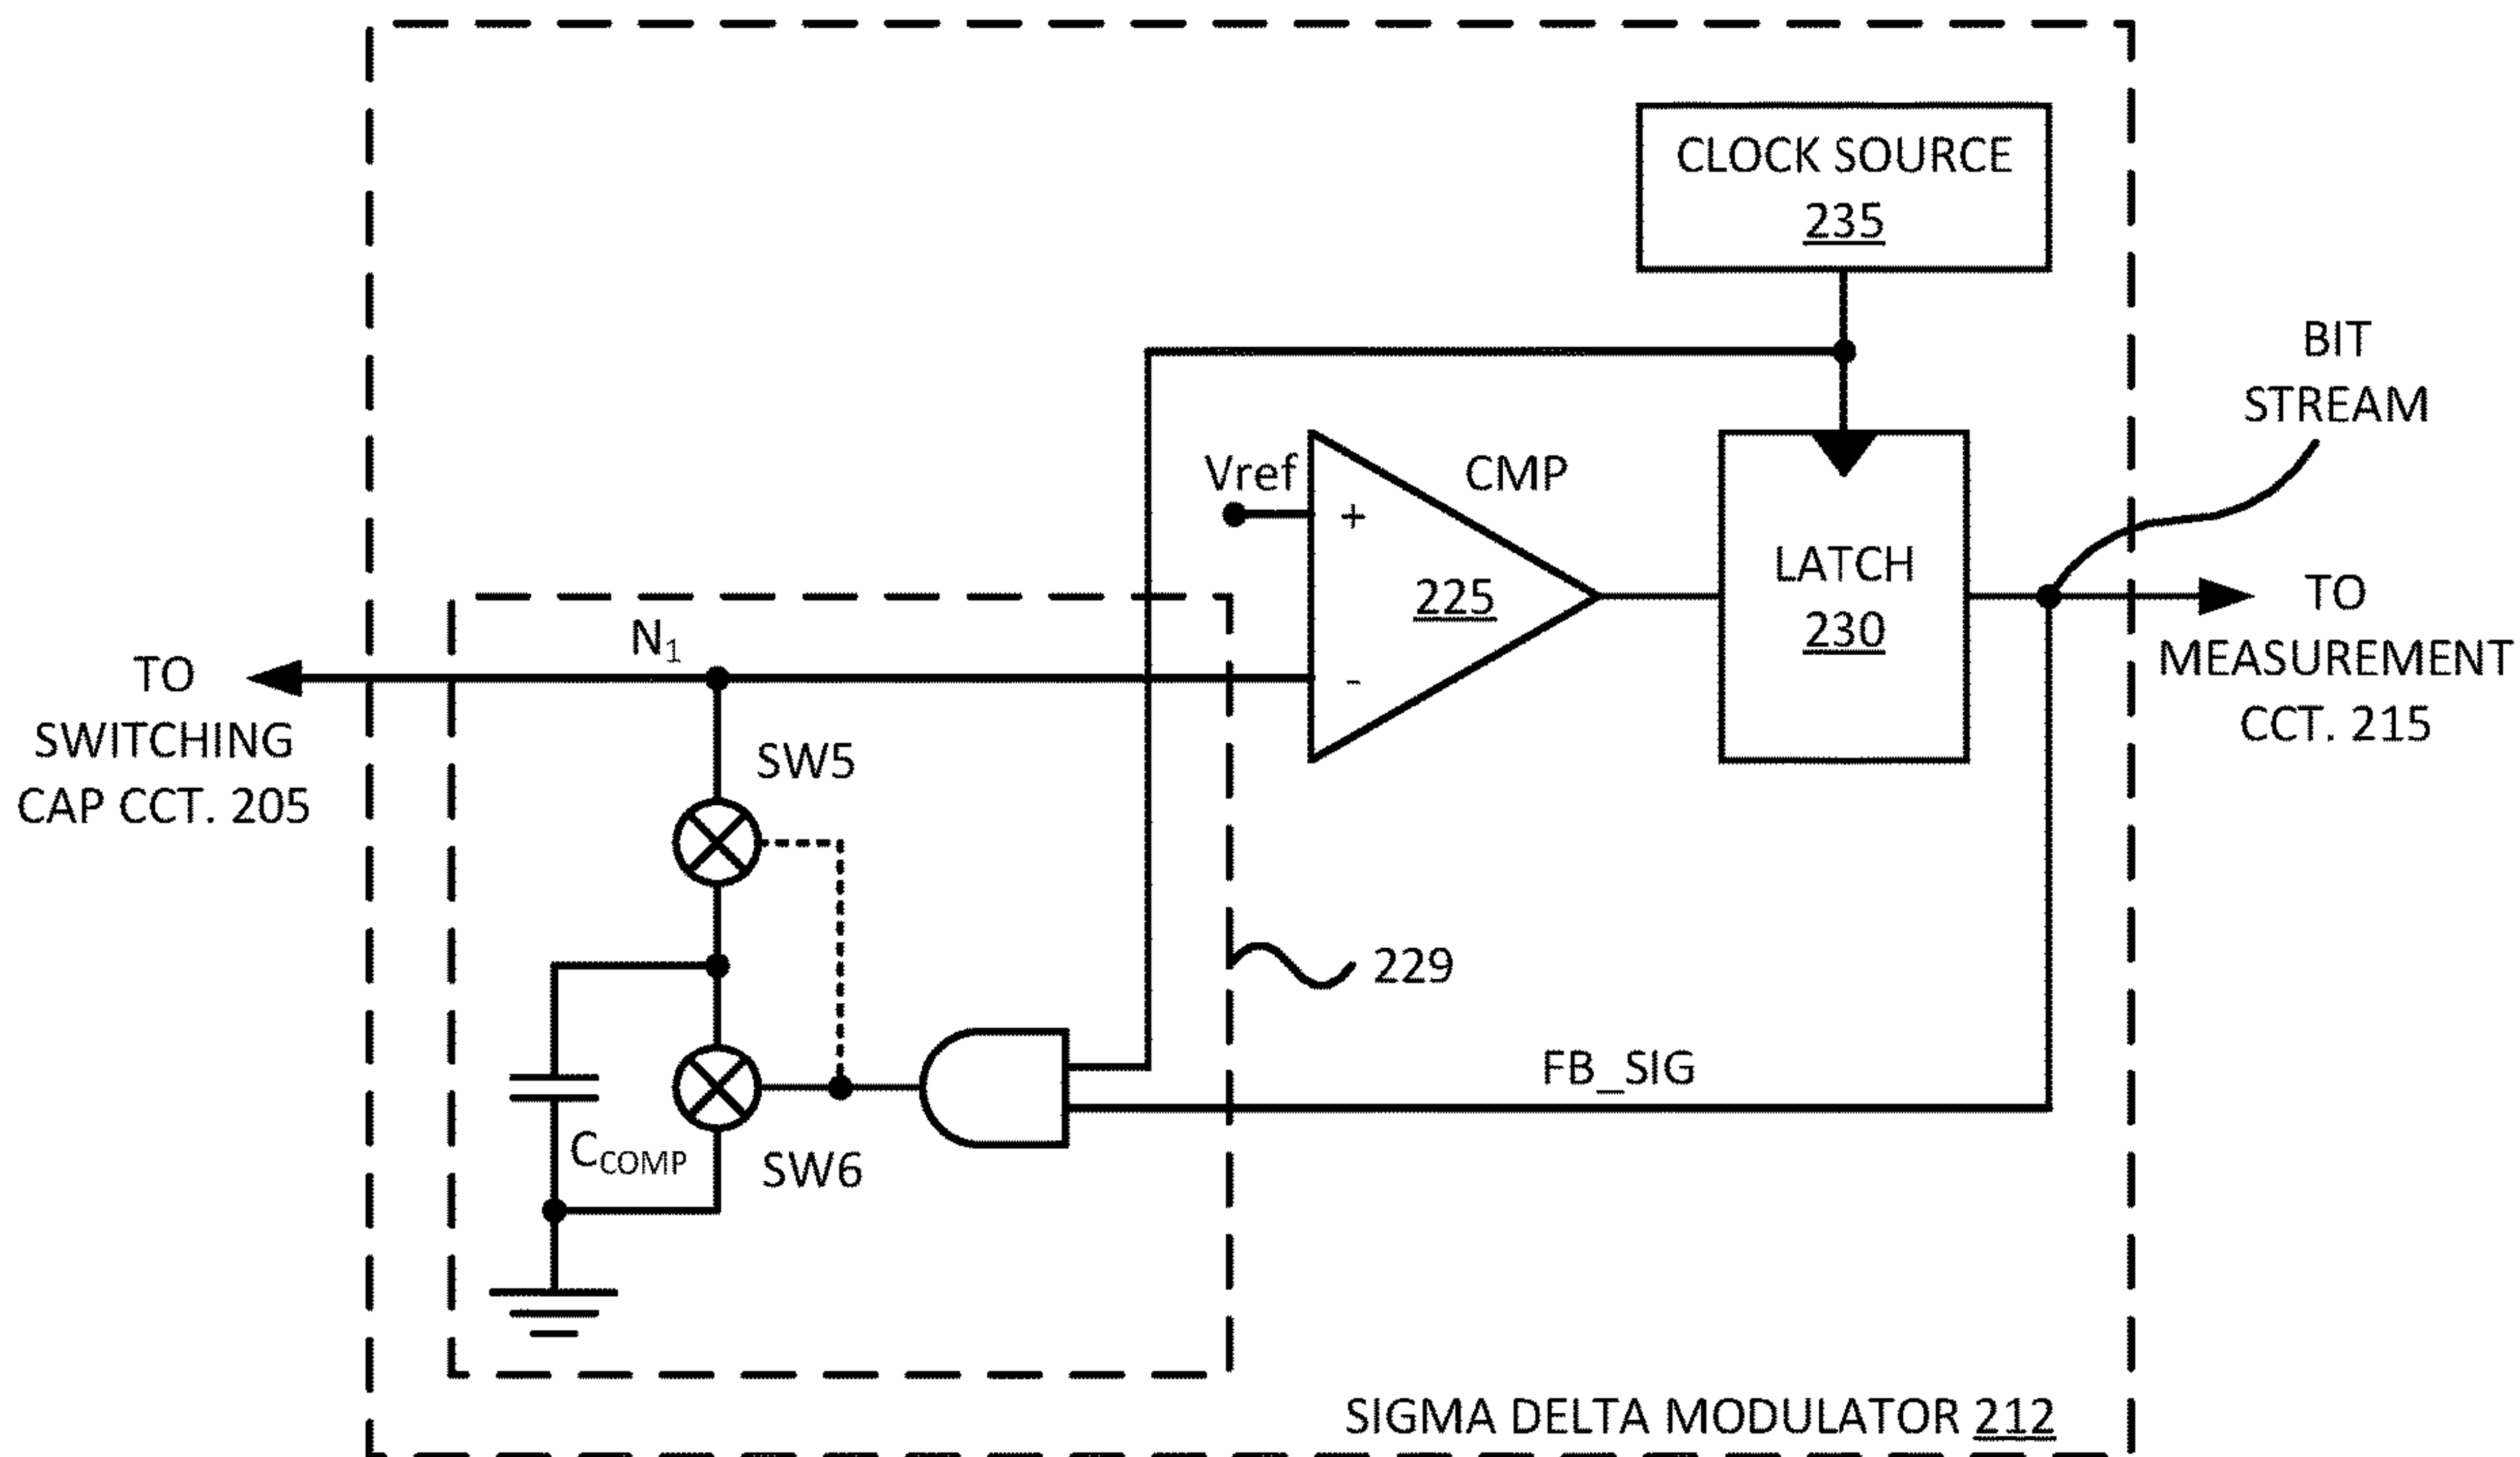 CLOCK SOURCE
235
BIT
STREAM
Vref
CMP
+
225
-
LATCH
230
TO
MEASUREMENT
CCT. 215
N1
TO
SWITCHING
CAP CCT. 205
SW5
229
FB_SIG
CCOMP
SW6
SIGMA DELTA MODULATOR 212